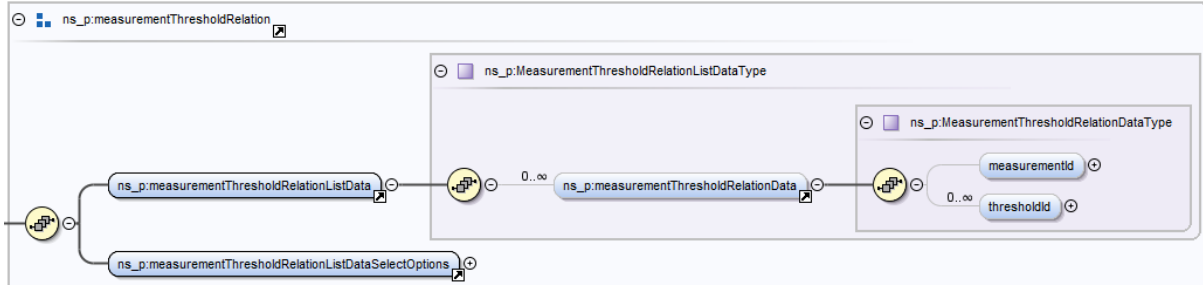 ns_p:measurementThresholdRelation
ns_p:MeasurementThresholdRelationListDataType
ns_p:MeasurementThresholdRelationDataType
measurementId
ns_p:measurementThresholdRelationListData
0..∞
ns_p:measurementThresholdRelationData
0..∞
thresholdId
ns_p:measurementThresholdRelationListDataSelectOptions